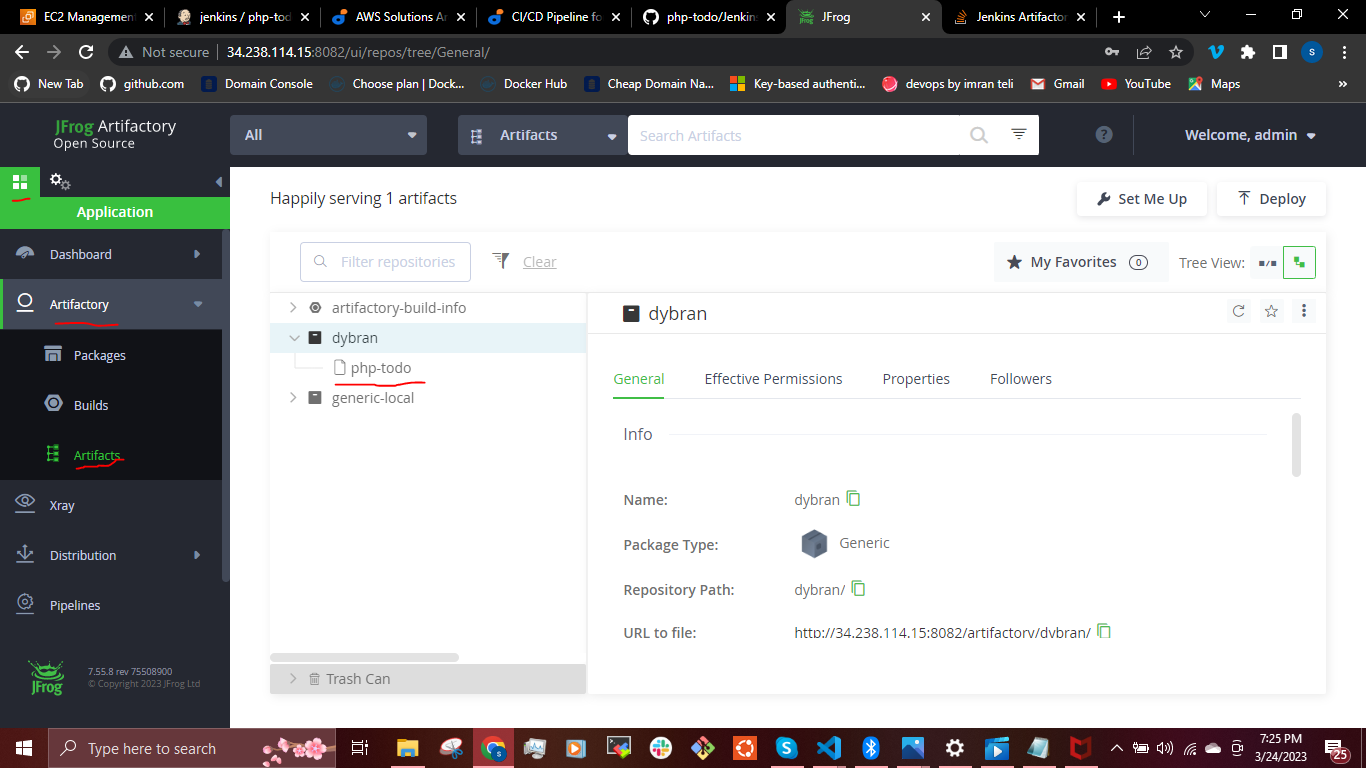 EC2 Management
jenkins / php-tod
AWS Solutions Ar
CI/CD Pipeline fo
php-todo/Jenkins
JFrog
Jenkins Artifactor
Not secure
34.238.114.15:8082/ui/repos/tree/General/
S
New Tab
github.com
Domain Console
Choose plan | Dock...
Docker Hub
Cheap Domain Na...
Key-based authenti...
devops by imran teli
Gmail
YouTube
Maps
»
JFrog Artifactory
Open Source
All
Artifacts
Search Artifacts
?
Welcome, admin
Application
Dashboard
Artifactory
Packages
Builds
Artifacts
Xray
Distribution
Pipelines
JFrog
7.55.8 rev 75508900
© Copyright 2023 JFrog Ltd
Happily serving 1 artifacts
Set Me Up
Deploy
Filter repositories
Clear
My Favorites 0
Tree View:
artifactory-build-info
dybran
php-todo
generic-local
Trash Can
dybran
General
Effective Permissions
Properties
Followers
Info
Name:
dybran
Package Type:
Generic
Repository Path:
dybran/
URL to file:
http://34.238.114.15:8082/artifactory/dybran/
Type here to search
7:25 PM
3/24/2023
25